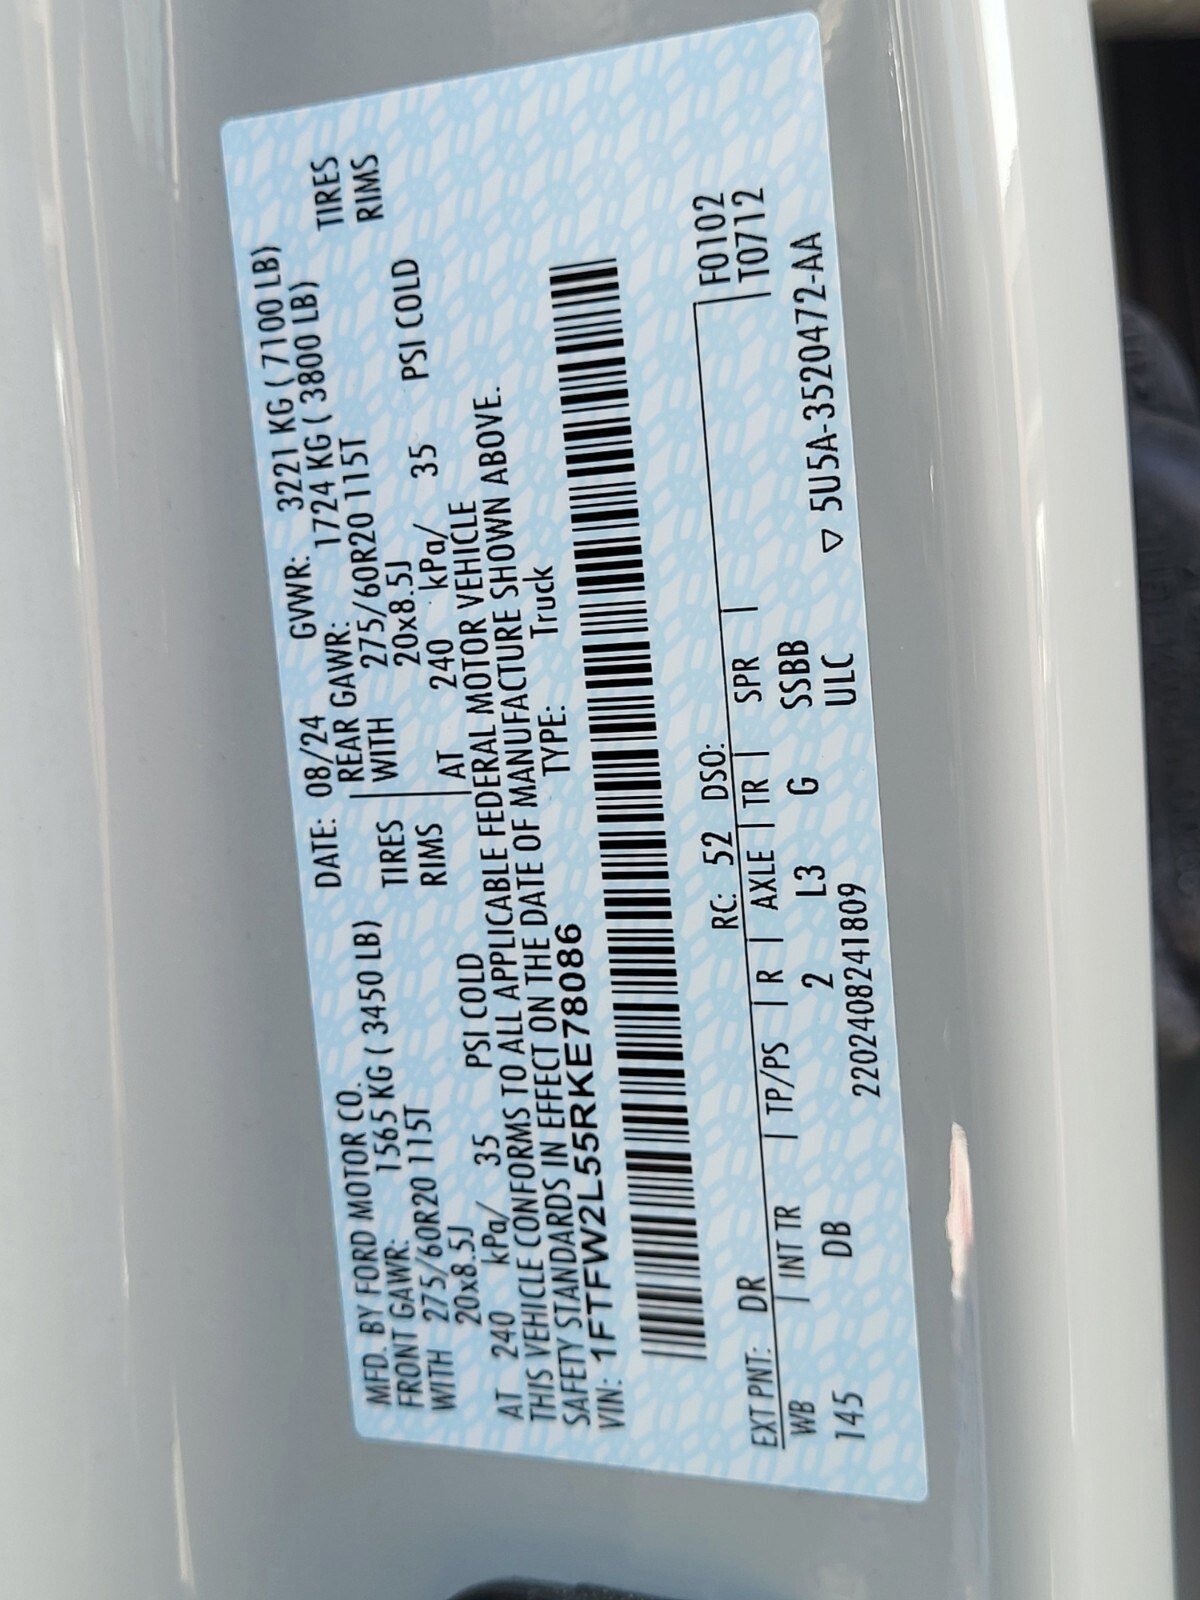 MFD. BY FORD MOTOR CO. DATE: 08/24 GVWR: 3221 KG ( 7100 LB)
FRONT GAWR: 1565 KG ( 3450 LB) REAR GAWR: 1724 KG ( 3800 LB)
WITH 275/60R20 115T TIRES WITH 275/60R20 115T TIRES
20x8.5J RIMS 20x8.5J RIMS
AT 240 kPa/ 35 PSI COLD AT 240 kPa/ 35 PSI COLD
THIS VEHICLE CONFORMS TO ALL APPLICABLE FEDERAL MOTOR VEHICLE
SAFETY STANDARDS IN EFFECT ON THE DATE OF MANUFACTURE SHOWN ABOVE.
VIN: 1FTFW2L55RKE78086 TYPE: Truck
EXT PNT: DR RC: 52 DSO: F0102
WB INT TR TP/PS R AXLE TR SPR T0712
145 DB 2 L3 G SSBB
2202408241809 ULC ▽ 5U5A-3520472-AA